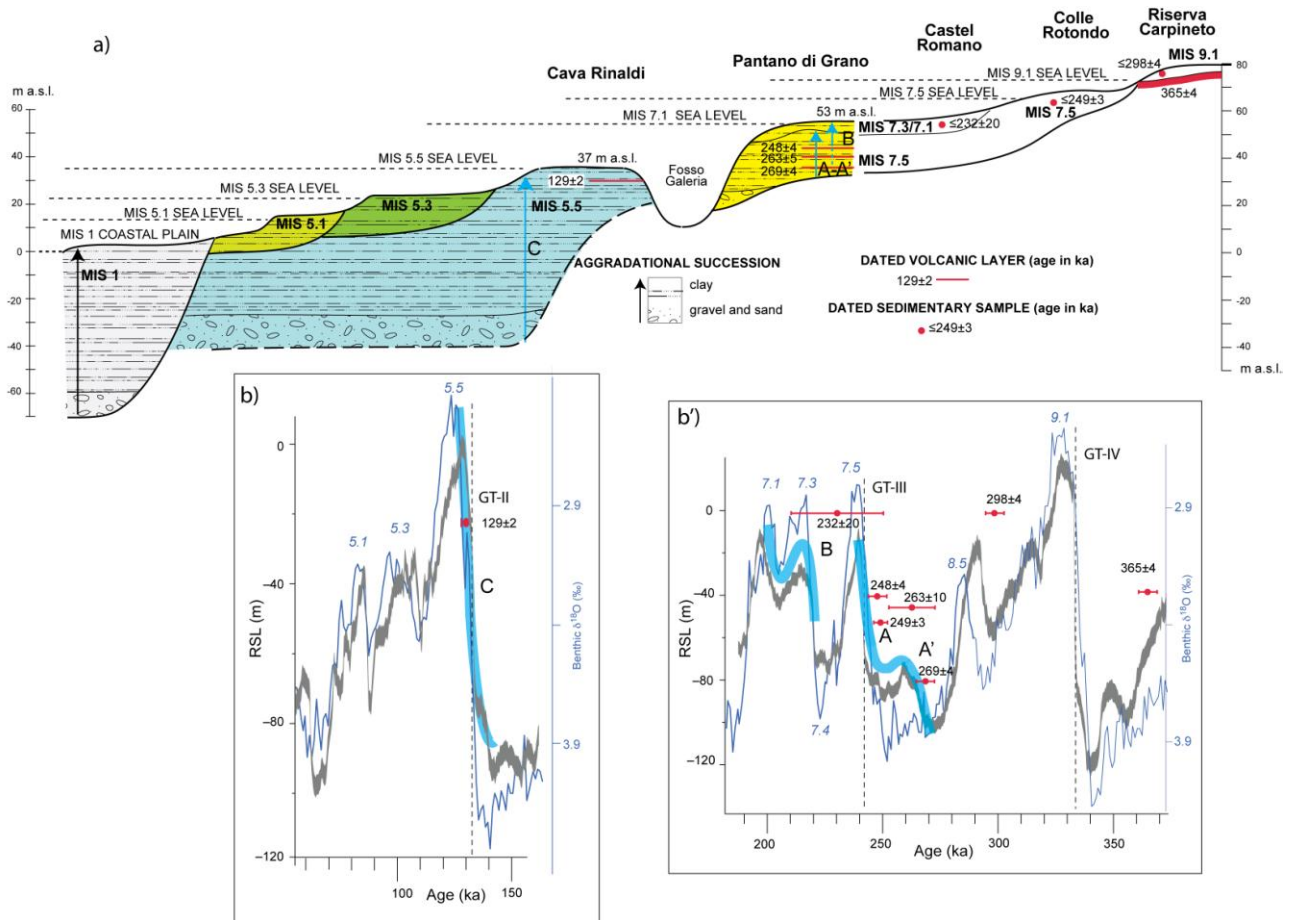 a)
Cava Rinaldi
Pantano di Grano
Castel
Romano
Colle
Rotondo
Riserva
Carpineto
m a.s.l.
60
40
20
0
-20
-40
-60
80
60
40
20
0
-20
-40
m a.s.l.
MIS 9.1 SEA LEVEL
MIS 7.5 SEA LEVEL
MIS 7.1 SEA LEVEL
MIS 5.5 SEA LEVEL
MIS 5.3 SEA LEVEL
MIS 5.1 SEA LEVEL
MIS 1 COASTAL PLAIN
≤298±4
MIS 9.1
365±4
≤249±3
MIS 7.5
53 m a.s.l.
MIS 7.3/7.1
≤232±20
B
248±4
263±5
269±4
MIS 7.5
A-A'
37 m a.s.l.
129±2
Fosso
Galeria
MIS 5.5
MIS 5.3
MIS 5.1
MIS 1
C
AGGRADATIONAL SUCCESSION
clay
gravel and sand
DATED VOLCANIC LAYER (age in ka)
129±2
DATED SEDIMENTARY SAMPLE (age in ka)
≤249±3
b)
5.5
GT-II
129±2
5.1
5.3
C
0
−40
−80
−120
RSL (m)
2.9
3.9
Benthic δ¹⁸O (‰)
100
150
Age (ka)
b')
9.1
GT-IV
7.1
7.3
7.5
GT-III
298±4
232±20
B
248±4
263±10
365±4
8.5
249±3
A
A'
269±4
7.4
0
−40
−80
−120
RSL (m)
2.9
3.9
Benthic δ¹⁸O (‰)
200
250
300
350
Age (ka)